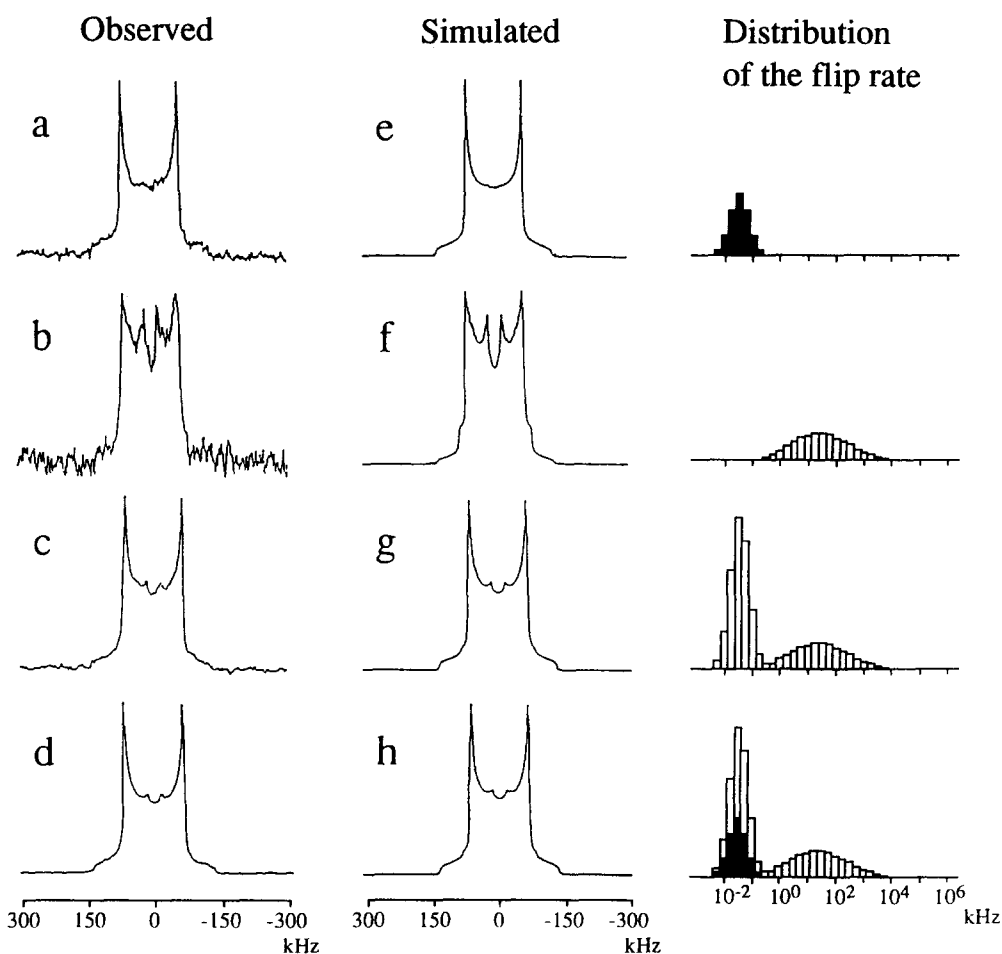 Observed
Simulated
Distribution
of the flip rate
a
e
b
f
c
g
d
h
300 150 0 -150 -300
kHz
300 150 0 -150 -300
kHz
10-2 100 102 104 106
kHz